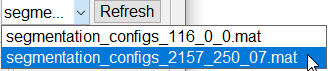 segme... Refresh
segmentation_configs_116_0_0.mat
segmentation_configs_2157_250_07.mat